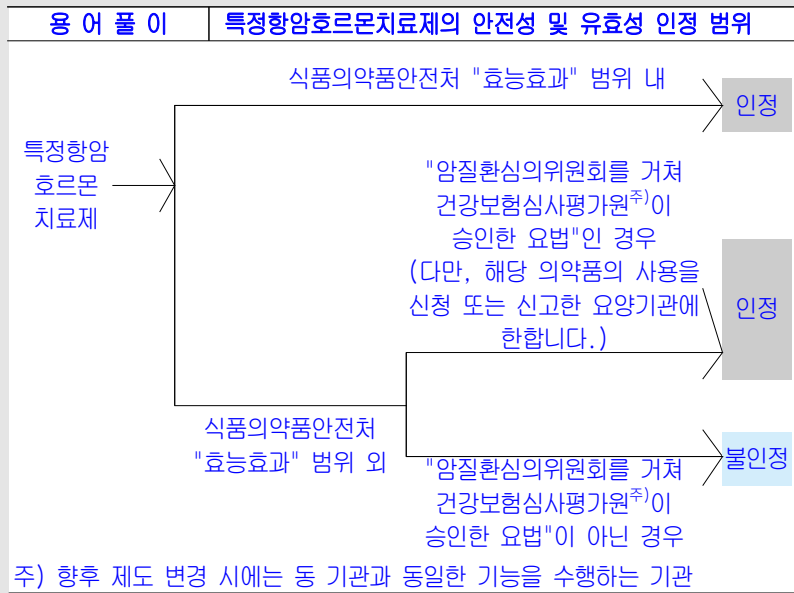 용 어 풀 이
특정항암호르몬치료제의 안전성 및 유효성 인정 범위
식품의약품안전처 "효능효과" 범위 내
인정
특정항암
호르몬
치료제
"암질환심의위원회를 거쳐
건강보험심사평가원주)이
승인한 요법"인 경우
(다만, 해당 의약품의 사용을
신청 또는 신고한 요양기관에
한합니다.)
인정
식품의약품안전처
"효능효과" 범위 외
"암질환심의위원회를 거쳐
건강보험심사평가원주)이
승인한 요법"이 아닌 경우
불인정
주) 향후 제도 변경 시에는 동 기관과 동일한 기능을 수행하는 기관